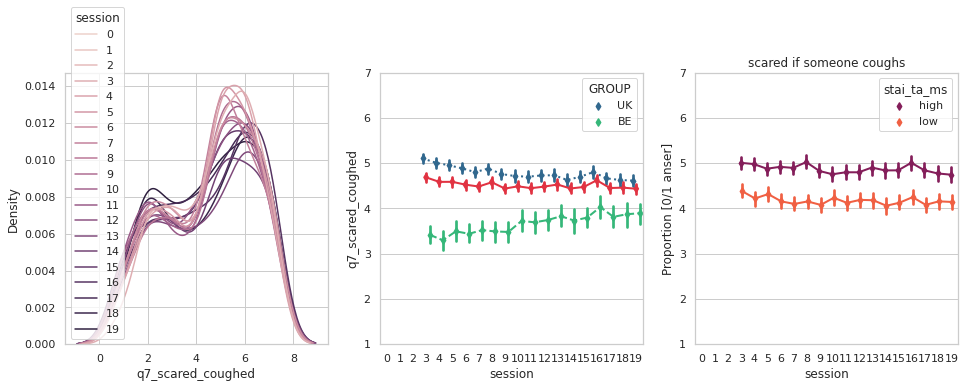 session
0
1
2
3
4
5
6
7
8
9
10
11
12
13
14
15
16
17
18
19
0.014
0.012
0.010
0.008
0.006
0.004
0.002
0.000
Density
0 2 4 6 8
q7_scared_coughed
7
6
5
4
3
2
1
q7_scared_coughed
GROUP
UK
BE
0 1 2 3 4 5 6 7 8 9 10 11 12 13 14 15 16 17 18 19
session
scared if someone coughs
7
6
5
4
3
2
1
Proportion [0/1 anser]
stai_ta_ms
high
low
0 1 2 3 4 5 6 7 8 9 10 11 12 13 14 15 16 17 18 19
session